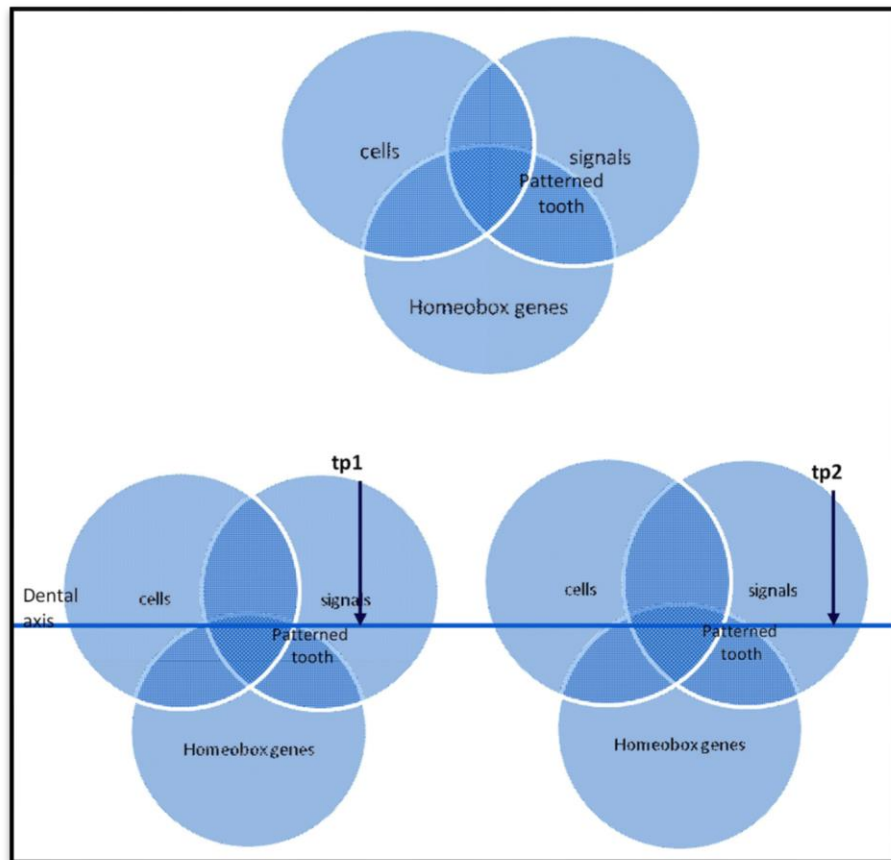 cells
signals
Patterned
tooth
Homeobox genes
tp1
tp2
Dental
axis
cells
signals
Patterned
tooth
Homeobox genes
cells
signals
Patterned
tooth
Homeobox genes